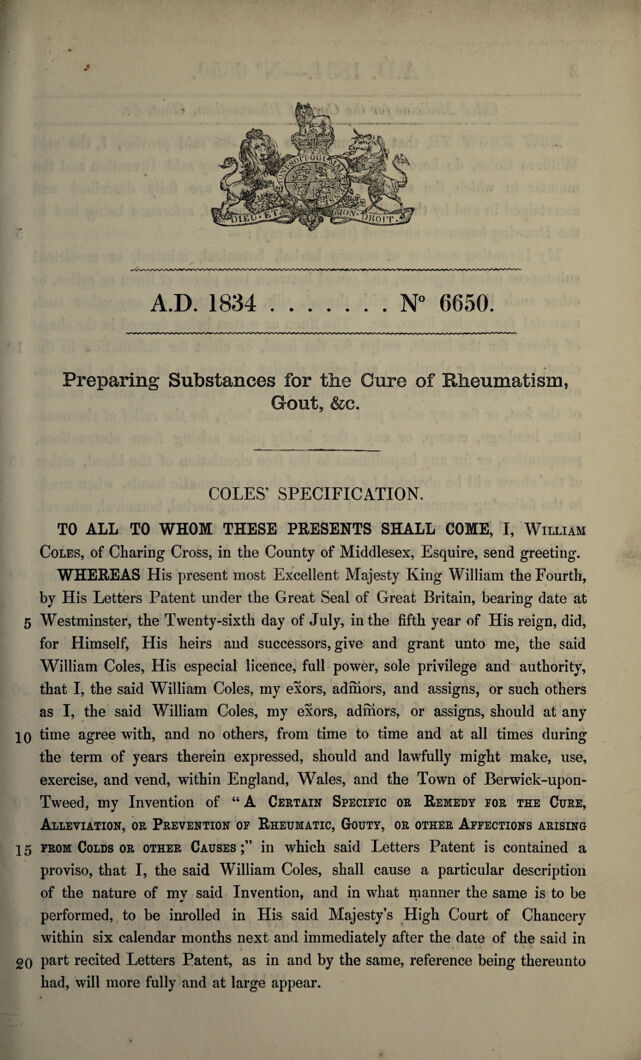 DIEU·ET MON·DROIT.
A.D. 1834 . . . . . . . . N° 6650.
Preparing Substances for the Cure of Rheumatism,
Gout, &c.
COLES' SPECIFICATION.
TO ALL TO WHOM THESE PRESENTS SHALL COME, I, WILLIAM
COLES, of Charing Cross, in the County of Middlesex, Esquire, send greeting.
WHEREAS His present most Excellent Majesty King William the Fourth,
by His Letters Patent under the Great Seal of Great Britain, bearing date at
5 Westminster, the Twenty-sixth day of July, in the fifth year of His reign, did,
for Himself, His heirs and successors, give and grant unto me, the said
William Coles, His especial licence, full power, sole privilege and authority,
that I, the said William Coles, my exors, adm̃ors, and assigns, or such others
as I, the said William Coles, my exors, adm̃ors, or assigns, should at any
10 time agree with, and no others, from time to time and at all times during
the term of years therein expressed, should and lawfully might make, use,
exercise, and vend, within England, Wales, and the Town of Berwick-upon-
Tweed, my Invention of “ A CERTAIN SPECIFIC OR REMEDY FOR THE CURE,
ALLEVIATION, OR PREVENTION OF RHEUMATIC, GOUTY, OR OTHER AFFECTIONS ARISING
15 FROM COLDS OR OTHER CAUSES ;” in which said Letters Patent is contained a
proviso, that I, the said William Coles, shall cause a particular description
of the nature of my said Invention, and in what manner the same is to be
performed, to be inrolled in His said Majesty's High Court of Chancery
within six calendar months next and immediately after the date of the said in
20 part recited Letters Patent, as in and by the same, reference being thereunto
had, will more fully and at large appear.